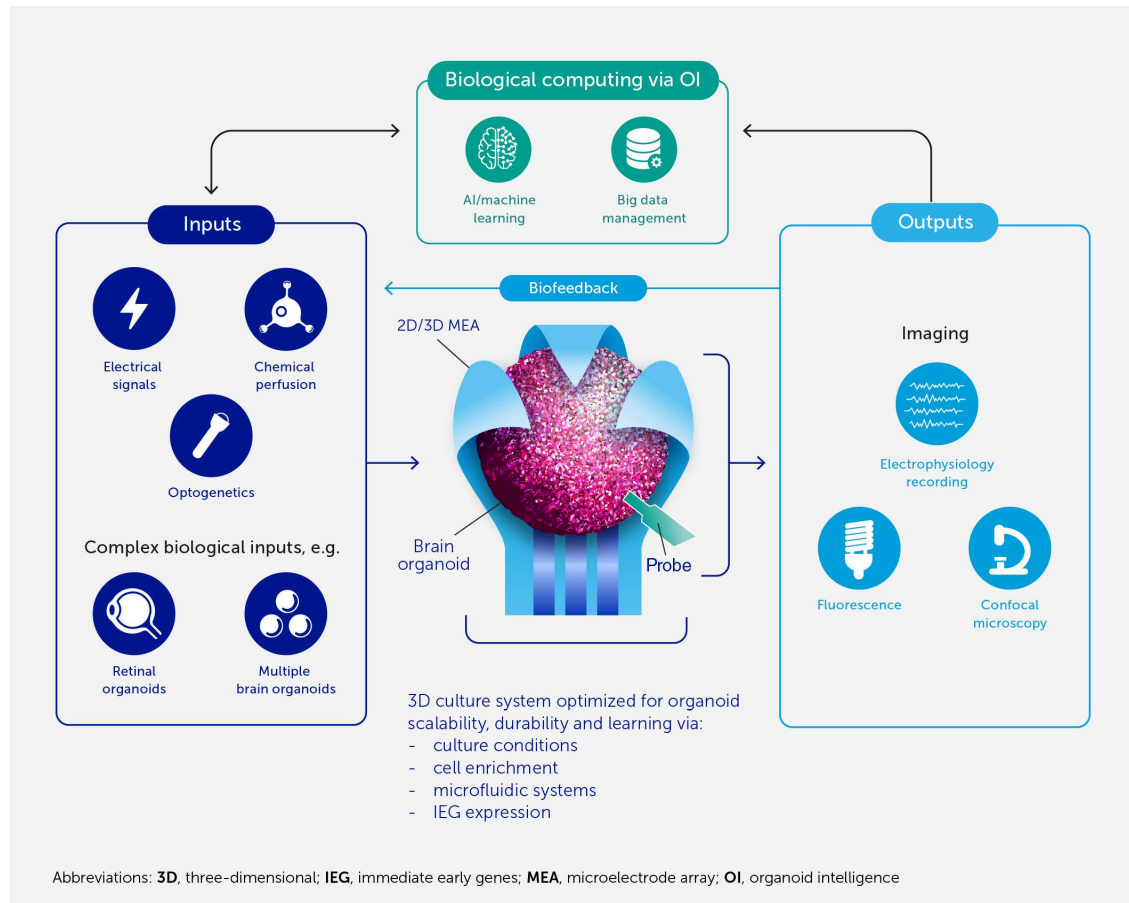 Biological computing via OI
AI/machine
learning
Big data
management
Inputs
Electrical
signals
Chemical
perfusion
Optogenetics
Complex biological inputs, e.g.
Retinal
organoids
Multiple
brain organoids
Biofeedback
2D/3D MEA
Brain
organoid
Probe
3D culture system optimized for organoid
scalability, durability and learning via:
- culture conditions
- cell enrichment
- microfluidic systems
- IEG expression
Outputs
Imaging
Electrophysiology
recording
Fluorescence
Confocal
microscopy
Abbreviations: 3D, three-dimensional; IEG, immediate early genes; MEA, microelectrode array; OI, organoid intelligence